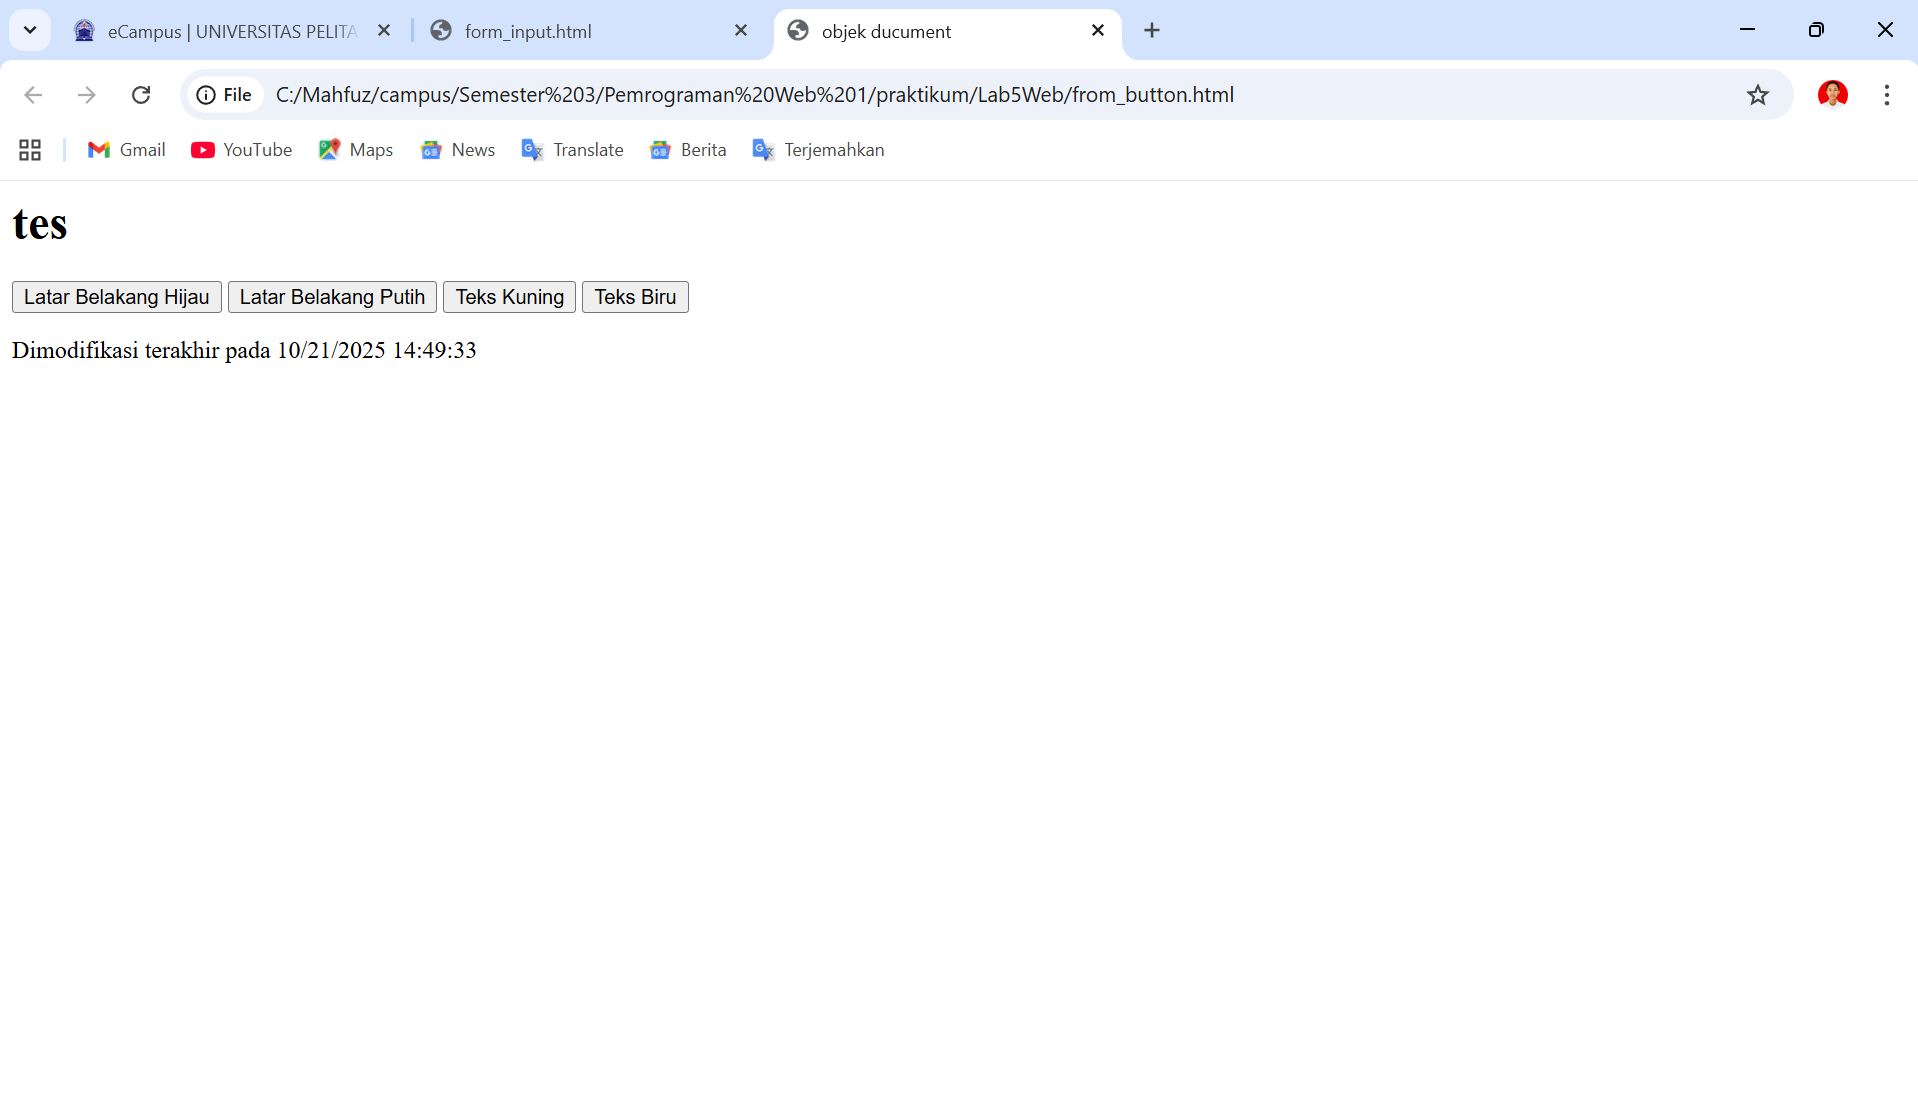 eCampus | UNIVERSITAS PELITA
form_input.html
objek ducument
File C:/Mahfuz/campus/Semester%203/Pemrograman%20Web%201/praktikum/Lab5Web/from_button.html
Gmail YouTube Maps News Translate Berita Terjemahkan
tes
Latar Belakang Hijau Latar Belakang Putih Teks Kuning Teks Biru
Dimodifikasi terakhir pada 10/21/2025 14:49:33